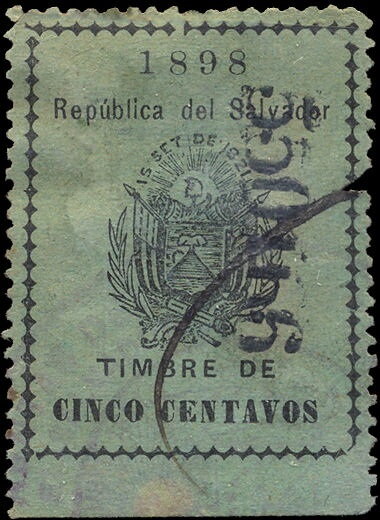 1898
República del Salvador
15 SET. DE 1821
TIMBRE DE
CINCO CENTAVOS